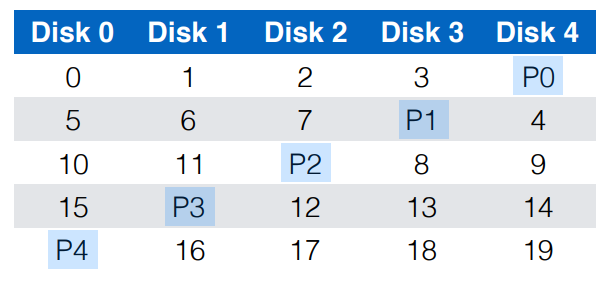 Disk 0 Disk 1 Disk 2 Disk 3 Disk 4
0 1 2 3 P0
5 6 7 P1 4
10 11 P2 8 9
15 P3 12 13 14
P4 16 17 18 19